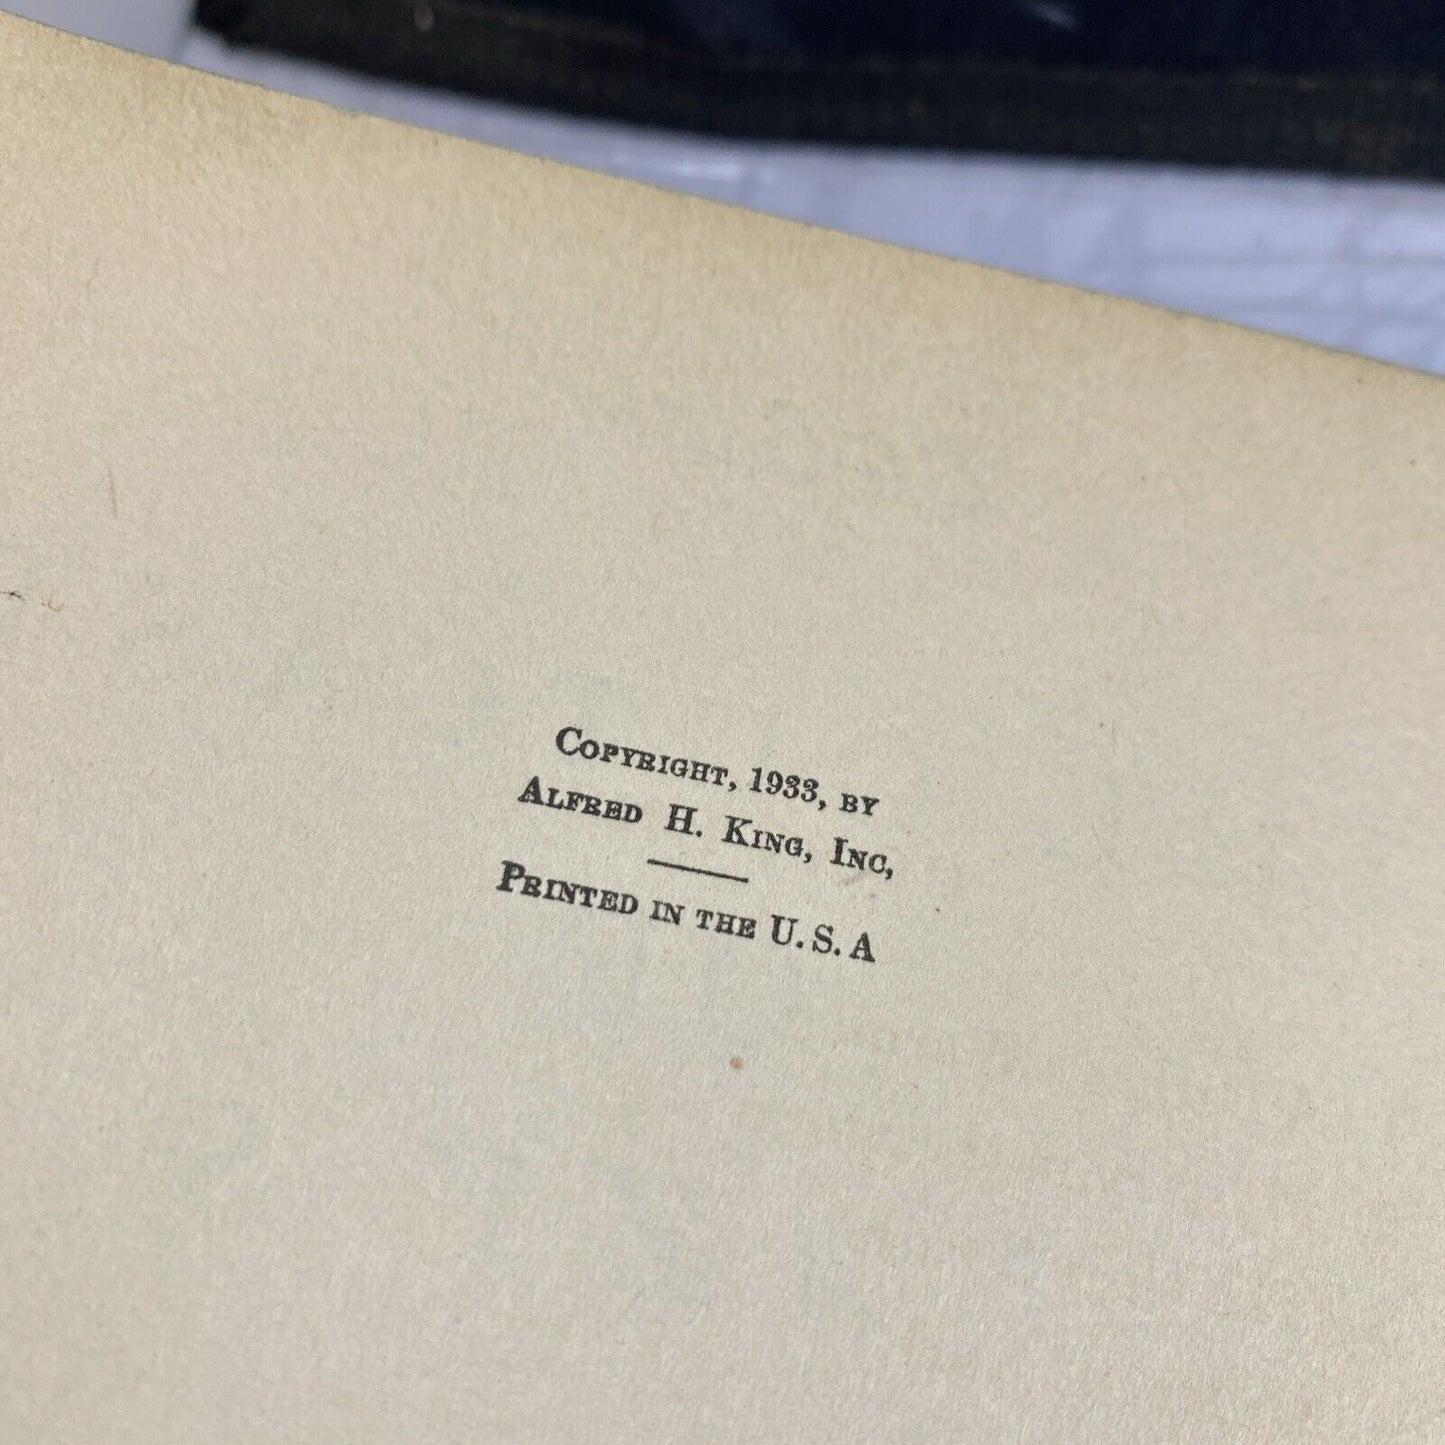 Copyright, 1933, by
Alfred H. King, Inc,
Printed in the U. S. A